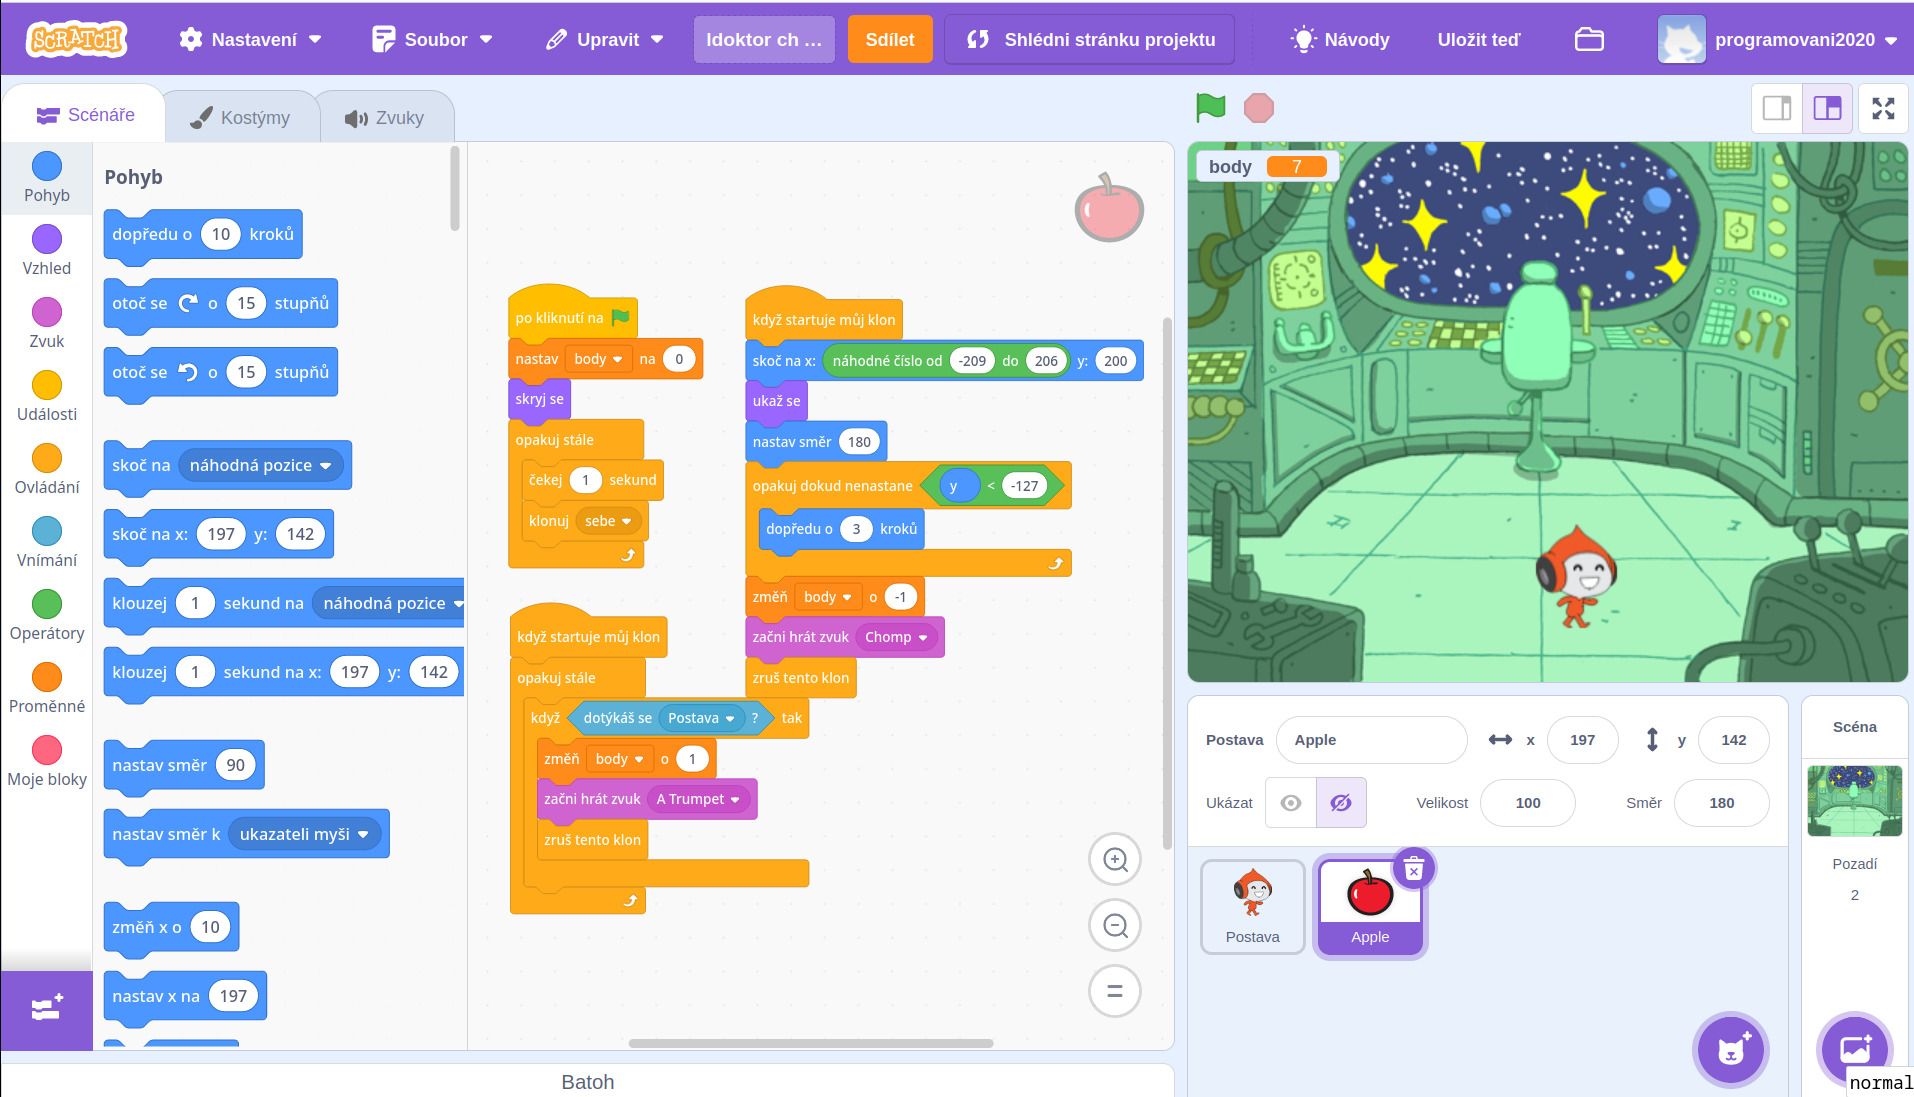 SCRATCH
Nastavení
Soubor
Upravit
Idoktor ch ...
Sdílet
Shlédni stránku projektu
Návody
Uložit teď
programovani2020
Scénáře
Kostýmy
Zvuky
Pohyb
Vzhled
Zvuk
Události
Ovládání
Vnímání
Operátory
Proměnné
Moje bloky
Pohyb
dopředu o 10 kroků
otoč se o 15 stupňů
otoč se o 15 stupňů
skoč na náhodná pozice
skoč na x: 197 y: 142
klouzej 1 sekund na náhodná pozice
klouzej 1 sekund na x: 197 y: 142
nastav směr 90
nastav směr k ukazateli myši
změň x o 10
nastav x na 197
po kliknutí na
nastav body na 0
skryj se
opakuj stále
čekej 1 sekund
klonuj sebe
když startuje můj klon
opakuj stále
když dotýkáš se Postava ? tak
změň body o 1
začni hrát zvuk A Trumpet
zruš tento klon
když startuje můj klon
skoč na x: náhodné číslo od -209 do 206 y: 200
ukaž se
nastav směr 180
opakuj dokud nenastane y < -127
dopředu o 3 kroků
změň body o -1
začni hrát zvuk Chomp
zruš tento klon
body 7
Postava Apple x 197 y 142
Ukázat Velikost 100 Směr 180
Postava
Apple
Scéna
Pozadí
2
Batoh
normal